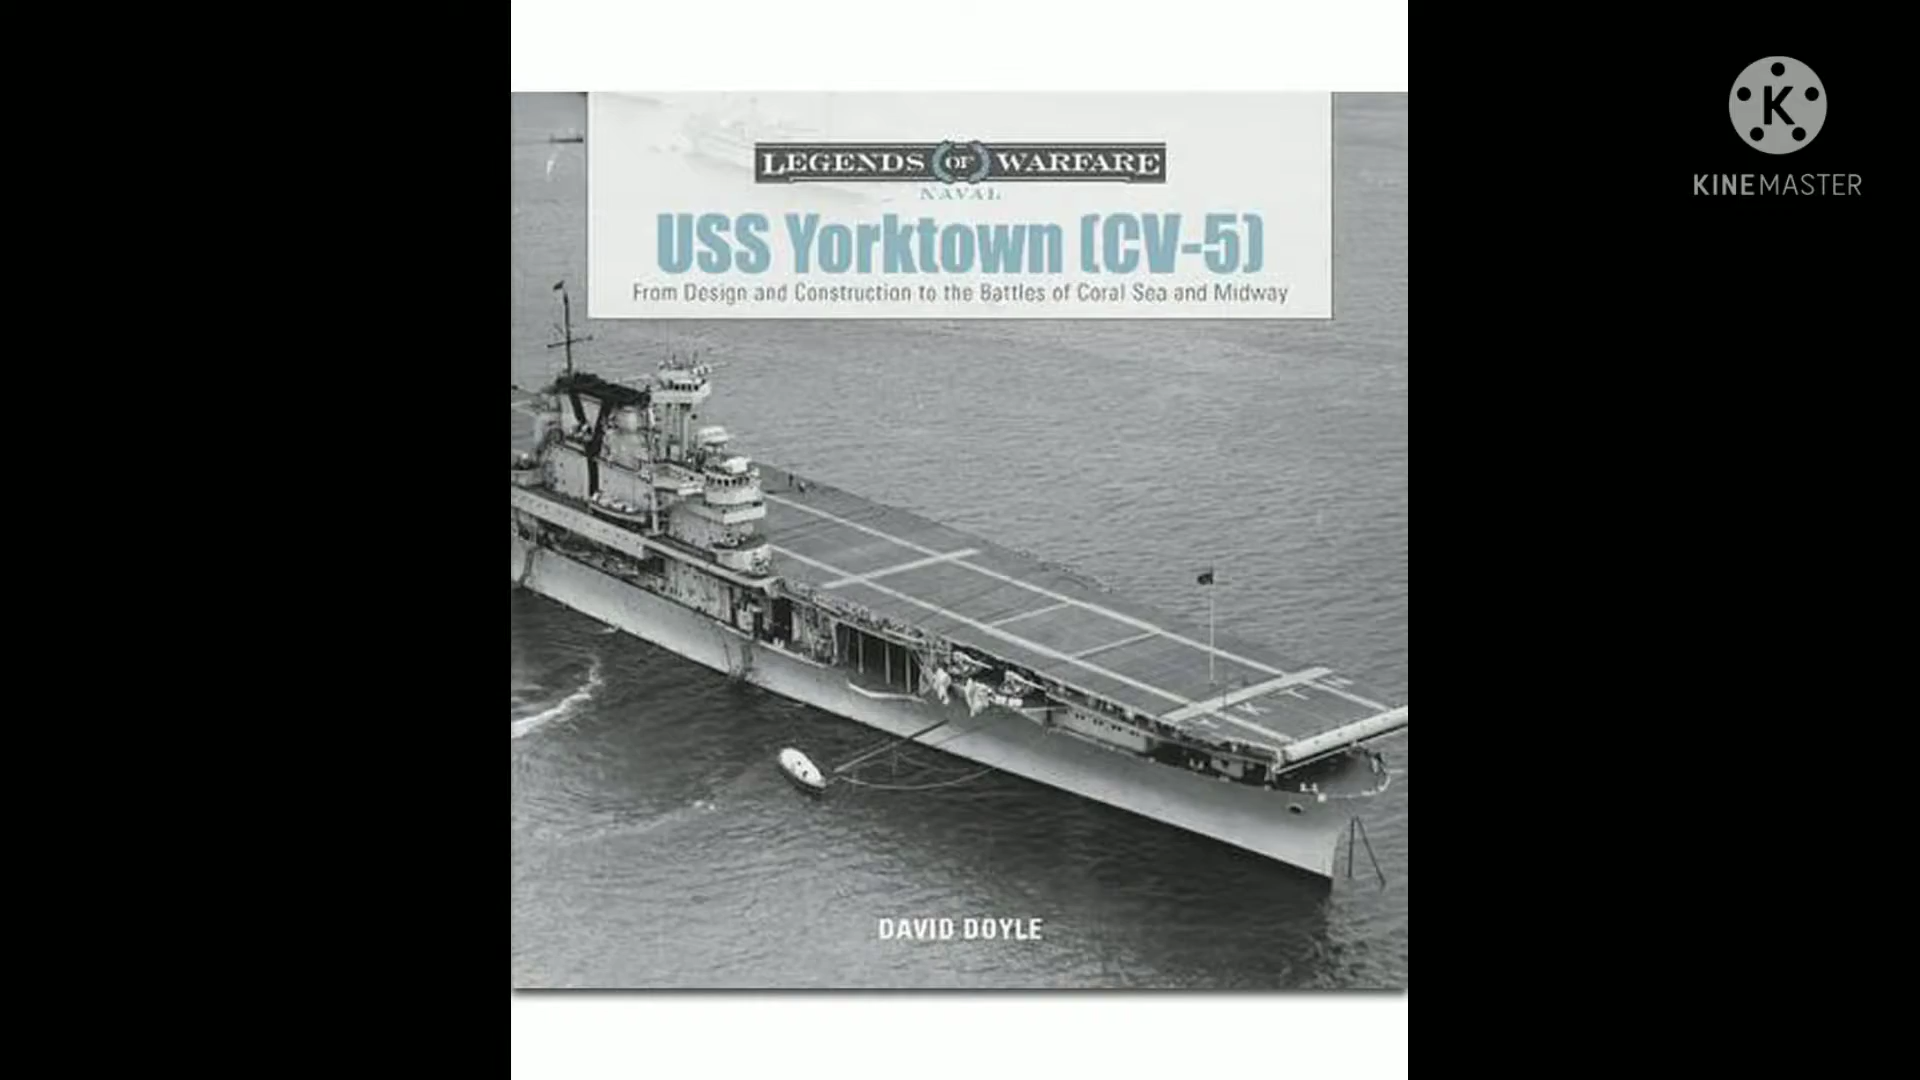 LEGENDS OF WARFARE
NAVAL
USS Yorktown (CV-5)
From Design and Construction to the Battles of Coral Sea and Midway
DAVID DOYLE
K
KINEMASTER